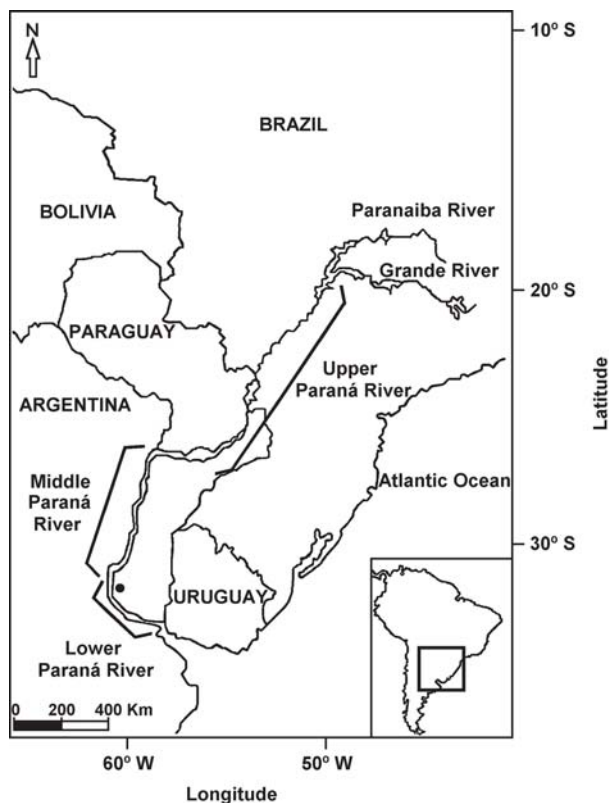 N
10° S
BRAZIL
BOLIVIA
Paranaiba River
Grande River
20° S
PARAGUAY
Upper
Paraná River
ARGENTINA
Latitude
Middle
Paraná
River
Atlantic Ocean
30° S
URUGUAY
Lower
Paraná River
0 200 400 Km
60° W
50° W
Longitude